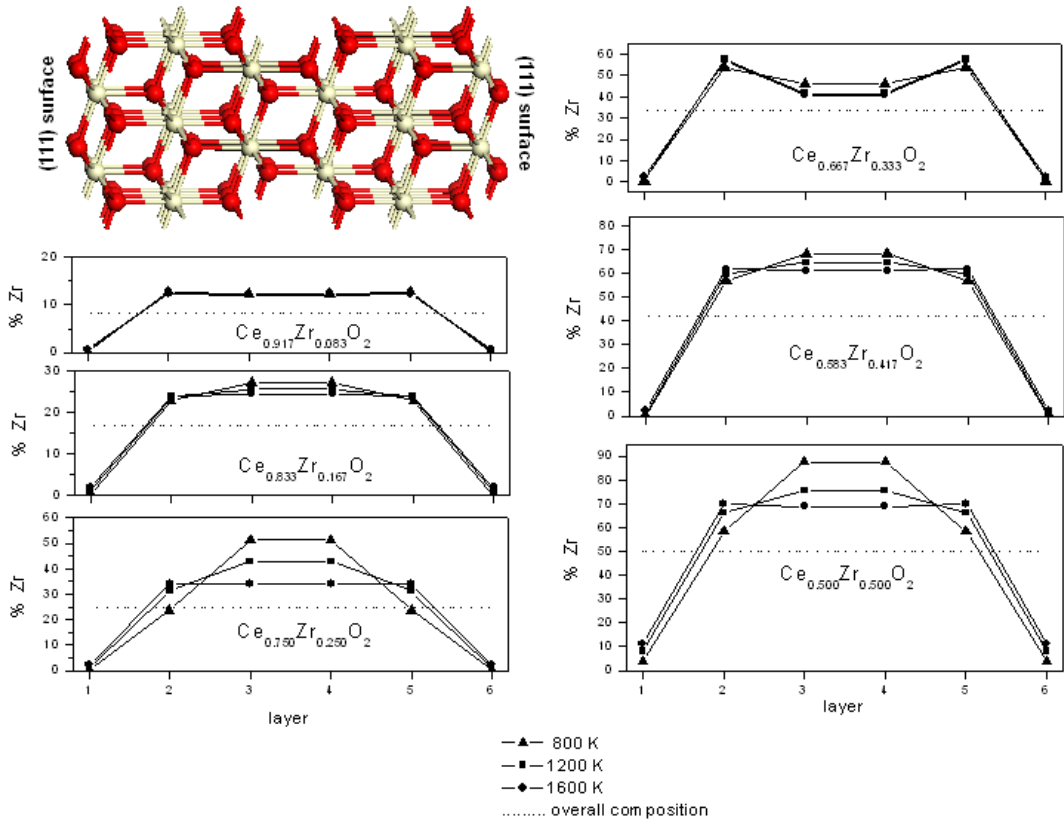 (111) surface
(111) surface
% Zr
20
10
0
Ce0.917Zr0.083O2
% Zr
30
20
10
0
Ce0.833Zr0.167O2
% Zr
60
50
40
30
20
10
0
Ce0.750Zr0.250O2
1 2 3 4 5 6
layer
% Zr
60
50
40
30
20
10
0
Ce0.667Zr0.333O2
% Zr
80
70
60
50
40
30
20
10
0
Ce0.583Zr0.417O2
% Zr
90
80
70
60
50
40
30
20
10
0
Ce0.500Zr0.500O2
1 2 3 4 5 6
layer
800 K
1200 K
1600 K
......... overall composition